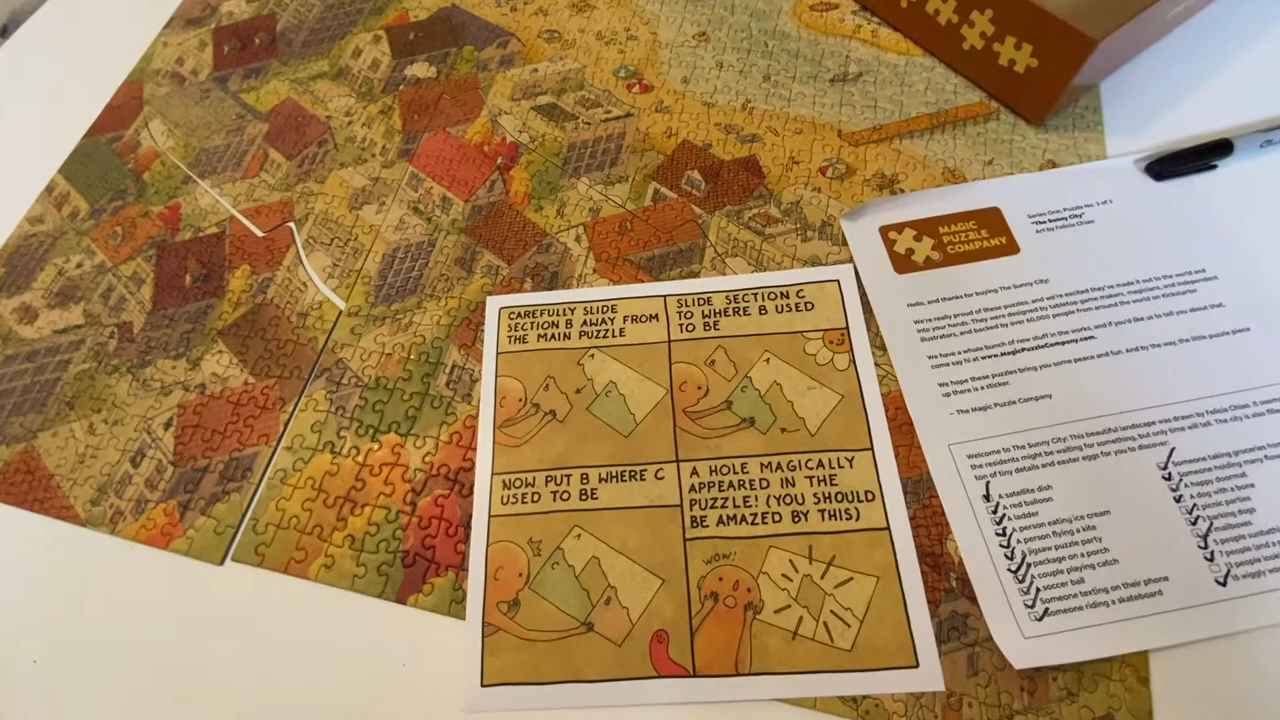 CAREFULLY SLIDE
SECTION B AWAY FROM
THE MAIN PUZZLE
A
B
C
SLIDE SECTION C
TO WHERE B USED
TO BE
B
A
C
NOW PUT B WHERE C
USED TO BE
A
C
B
A HOLE MAGICALLY
APPEARED IN THE
PUZZLE! (YOU SHOULD
BE AMAZED BY THIS)
WOW!
MAGIC
PUZZLE
COMPANY
Series One, Puzzle No. 1 of 3
"The Sunny City"
Art by Felicia Chiao
Hello, and thanks for buying The Sunny City!
We're really proud of these puzzles, and we're excited they've made it out to the world and
into your hands. They were designed by tabletop game makers, magicians, and independent
illustrators, and backed by over 60,000 people from around the world on Kickstarter
We have a whole bunch of new stuff in the works, and if you'd like us to tell you about that,
come say hi at www.MagicPuzzleCompany.com.
We hope these puzzles bring you some peace and fun. And by the way, the little puzzle piece
up there is a sticker.
– The Magic Puzzle Company
Welcome to The Sunny City! This beautiful landscape was drawn by Felicia Chiao. It seems
the residents might be waiting for something, but only time will tell. The city is also
ton of tiny details and easter eggs for you to discover:
A satellite dish
A red balloon
A ladder
A person eating ice cream
A person flying a kite
jigsaw puzzle party
package on a porch
A couple playing catch
A soccer ball
Someone texting on their phone
Someone riding a skateboard
Someone taking groceries
Someone holding many
A happy doormat
A dog with a bone
picnic parties
barking dogs
mailboxes
5 people
7 people
people
15 wiggly